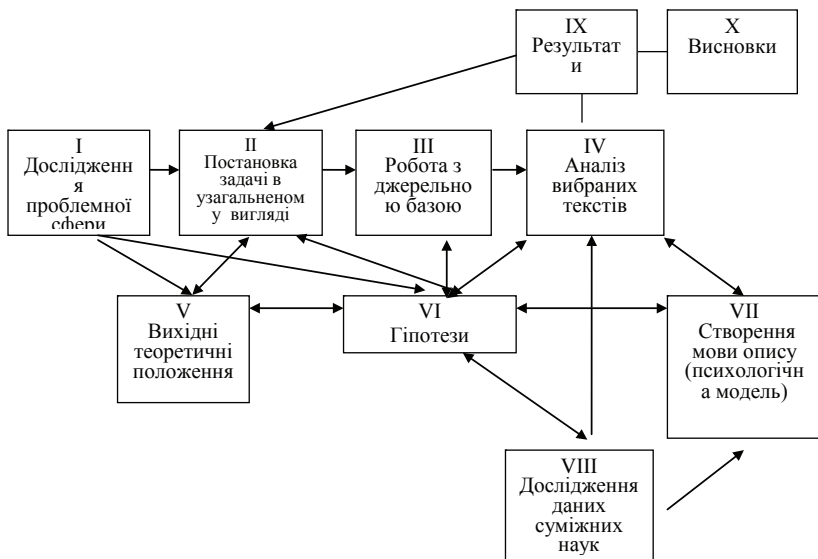 IX
Результат
и
X
Висновки
I
Дослідженн
я
проблемної
сфери
II
Постановка
задачі в
узагальненом
у вигляді
III
Робота з
джерельно
ю базою
IV
Аналіз
вибраних
текстів
V
Вихідні
теоретичні
положення
VI
Гіпотези
VII
Створення
мови опису
(психологічн
а модель)
VIII
Дослідження
даних
суміжних
наук